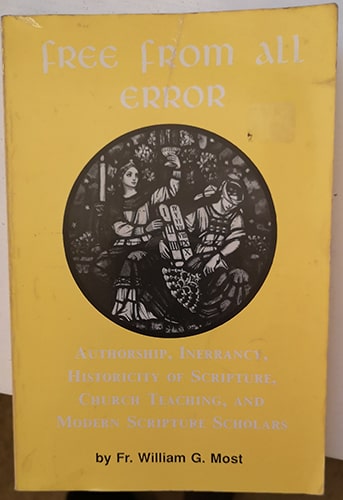 free from all
error
Authorship, Inerrancy,
Historicity of Scripture,
Church Teaching, and
Modern Scripture Scholars
by Fr. William G. Most